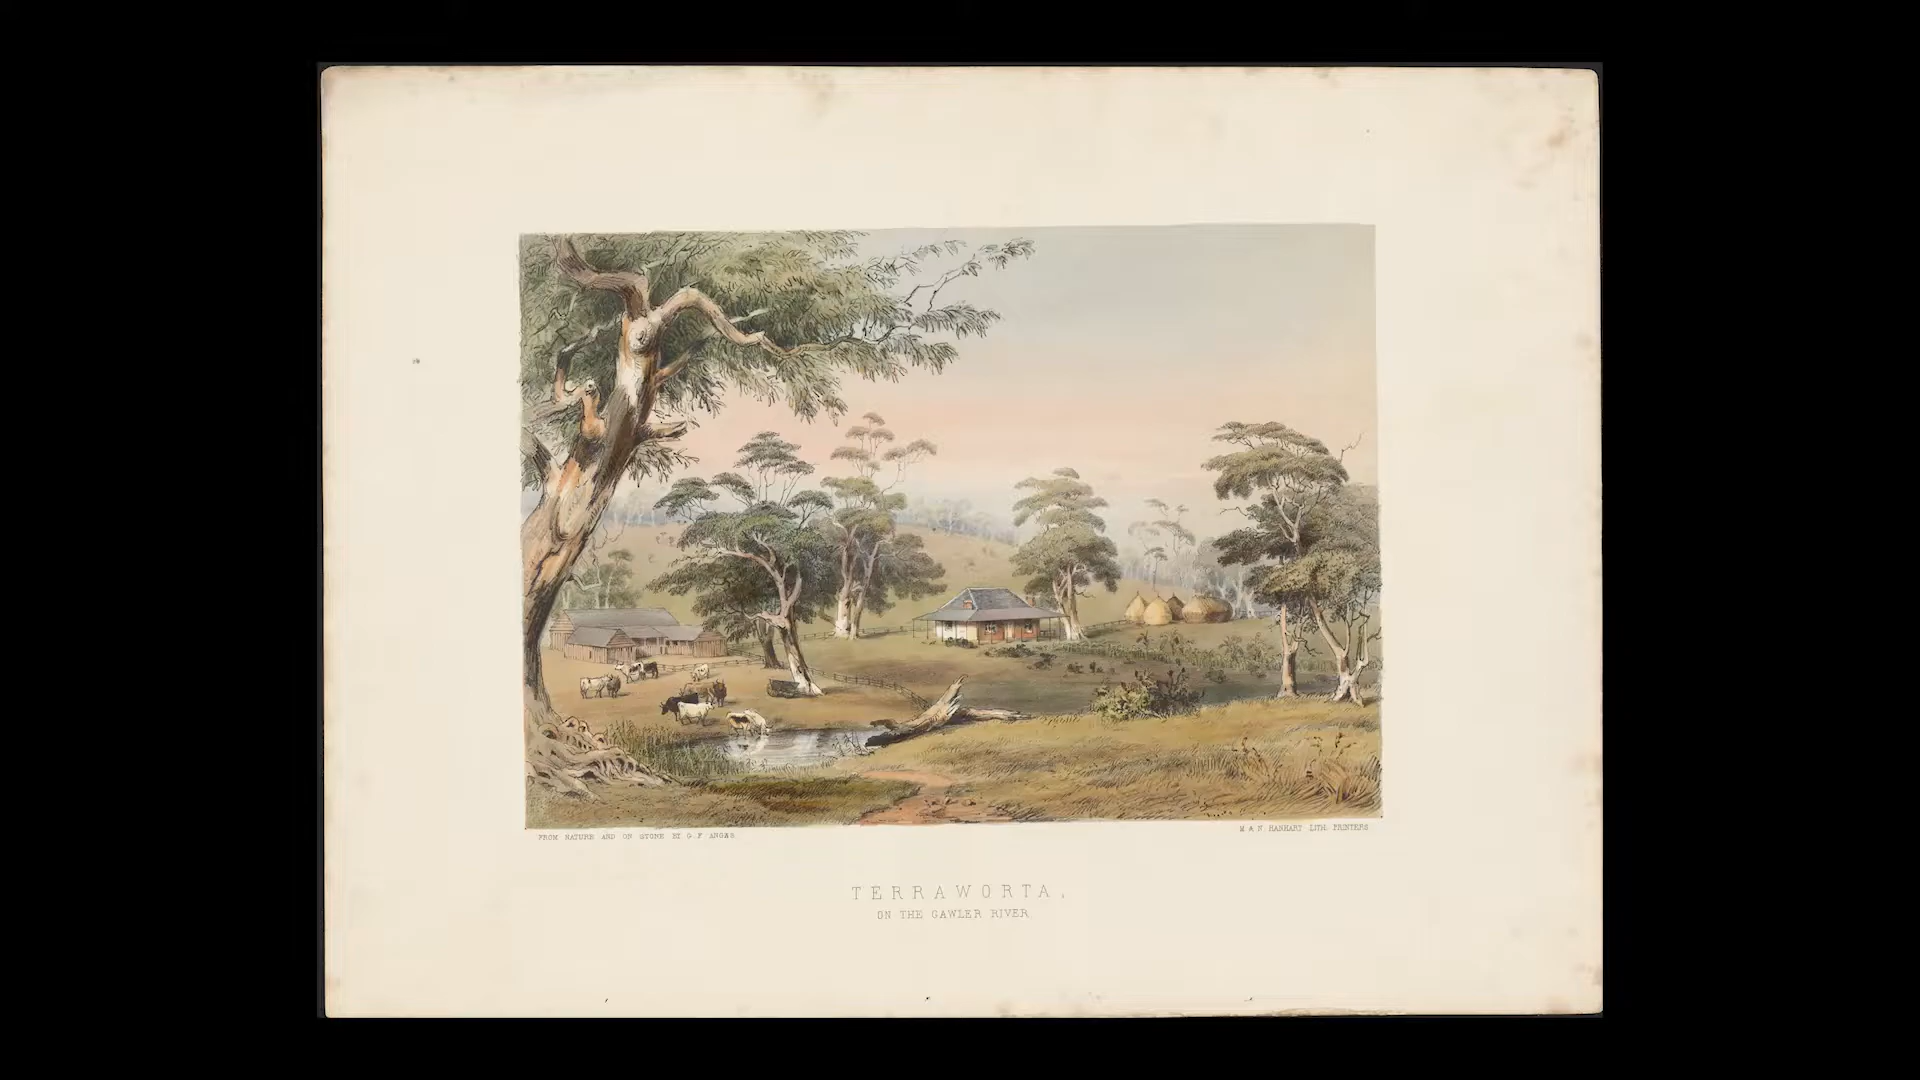 FROM NATURE AND ON STONE BY G. F. ANGAS
M & N HANHART LITH. PRINTERS
TERRAWORTA,
ON THE GAWLER RIVER.